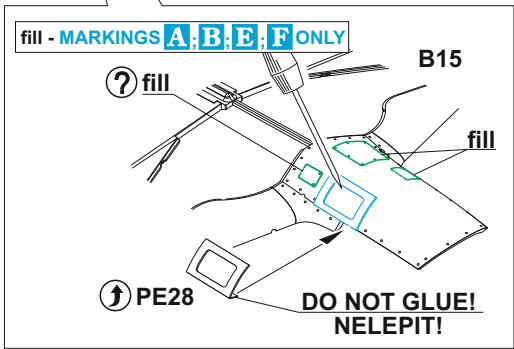 fill - MARKINGS A ; B ; E ; F ONLY
B15
? fill
fill
PE28
DO NOT GLUE!
NELEPIT!